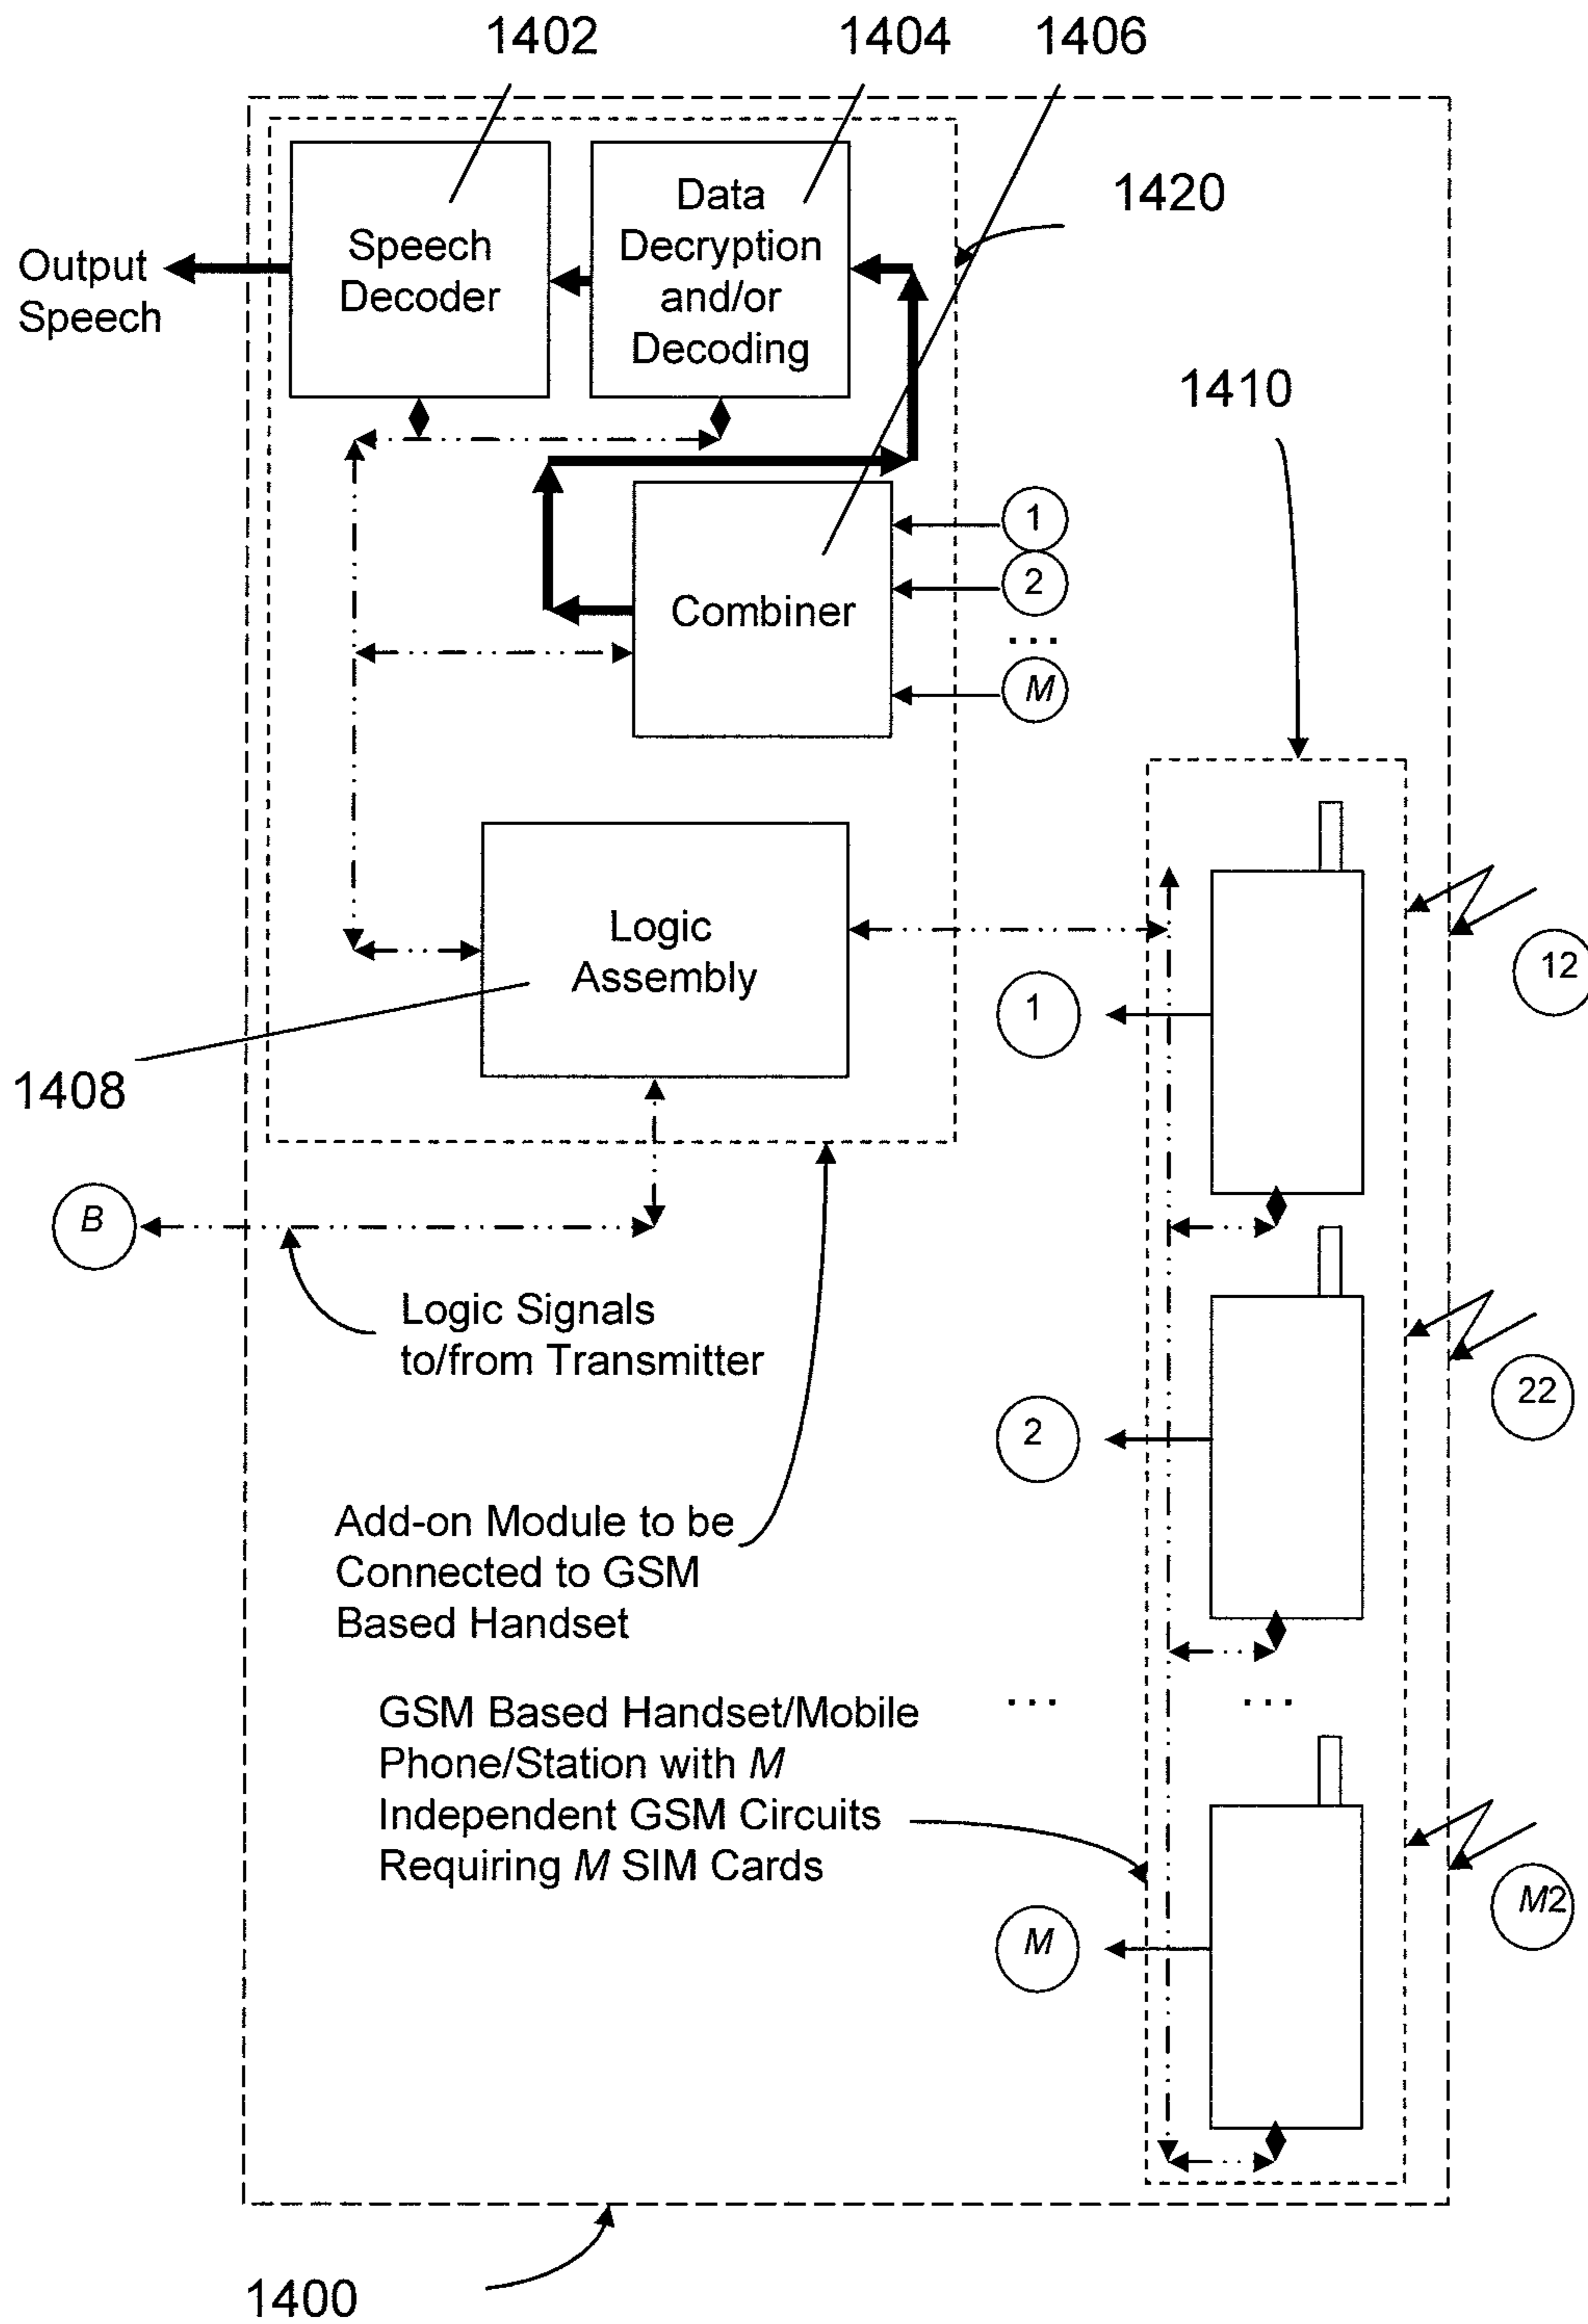 1402
1404
1406
1420
1410
Output
Speech
Speech
Decoder
Data
Decryption
and/or
Decoding
Combiner
1
2
...
M
Logic
Assembly
1408
1
12
B
Logic Signals
to/from Transmitter
2
22
Add-on Module to be
Connected to GSM
Based Handset
GSM Based Handset/Mobile
Phone/Station with M
Independent GSM Circuits
Requiring M SIM Cards
...
...
M
M2
1400